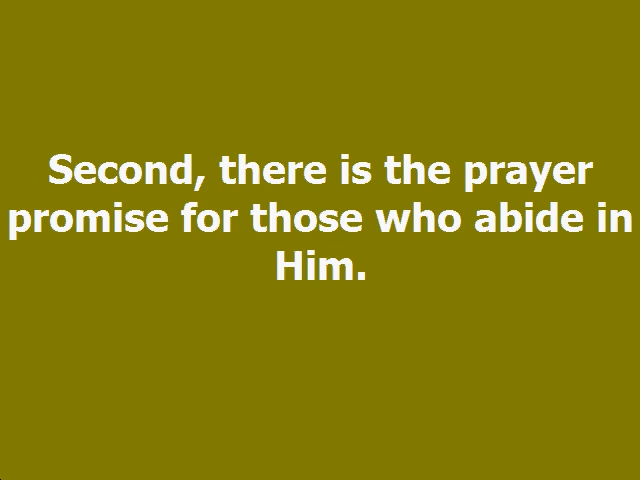 Second, there is the prayer
promise for those who abide in
Him.